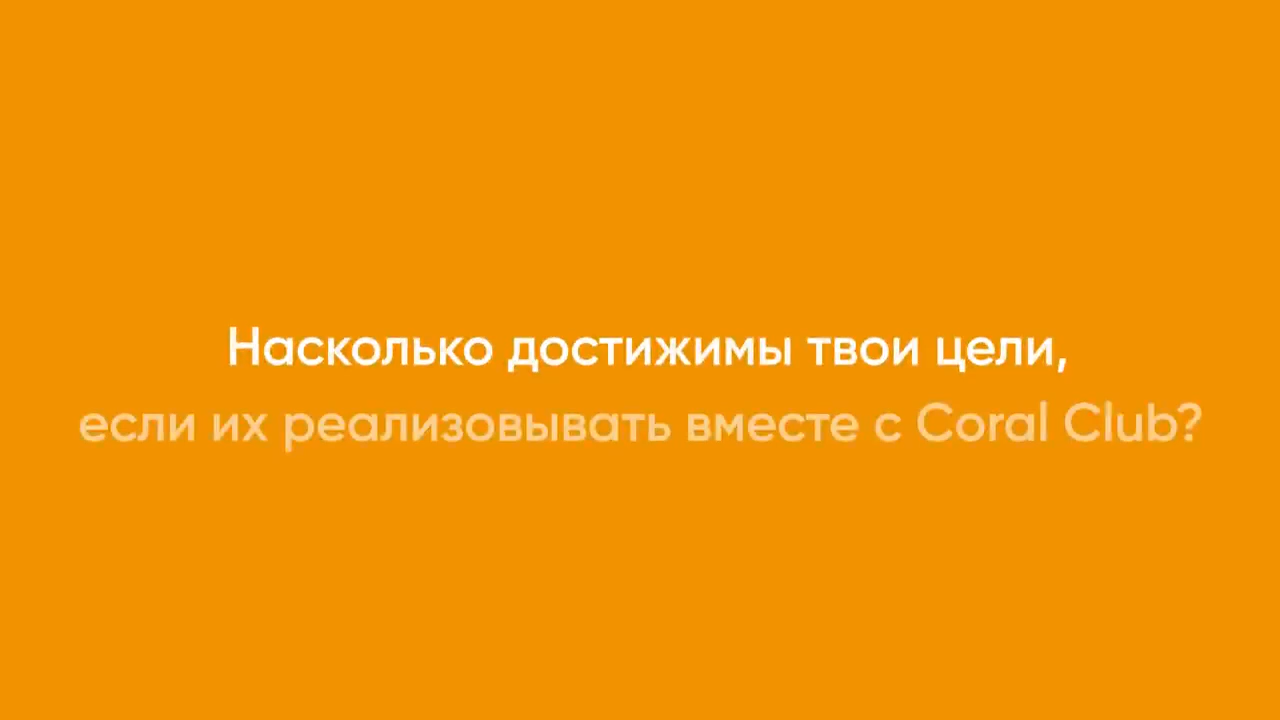 Насколько достижимы твои цели,
если их реализовывать вместе с Coral Club?